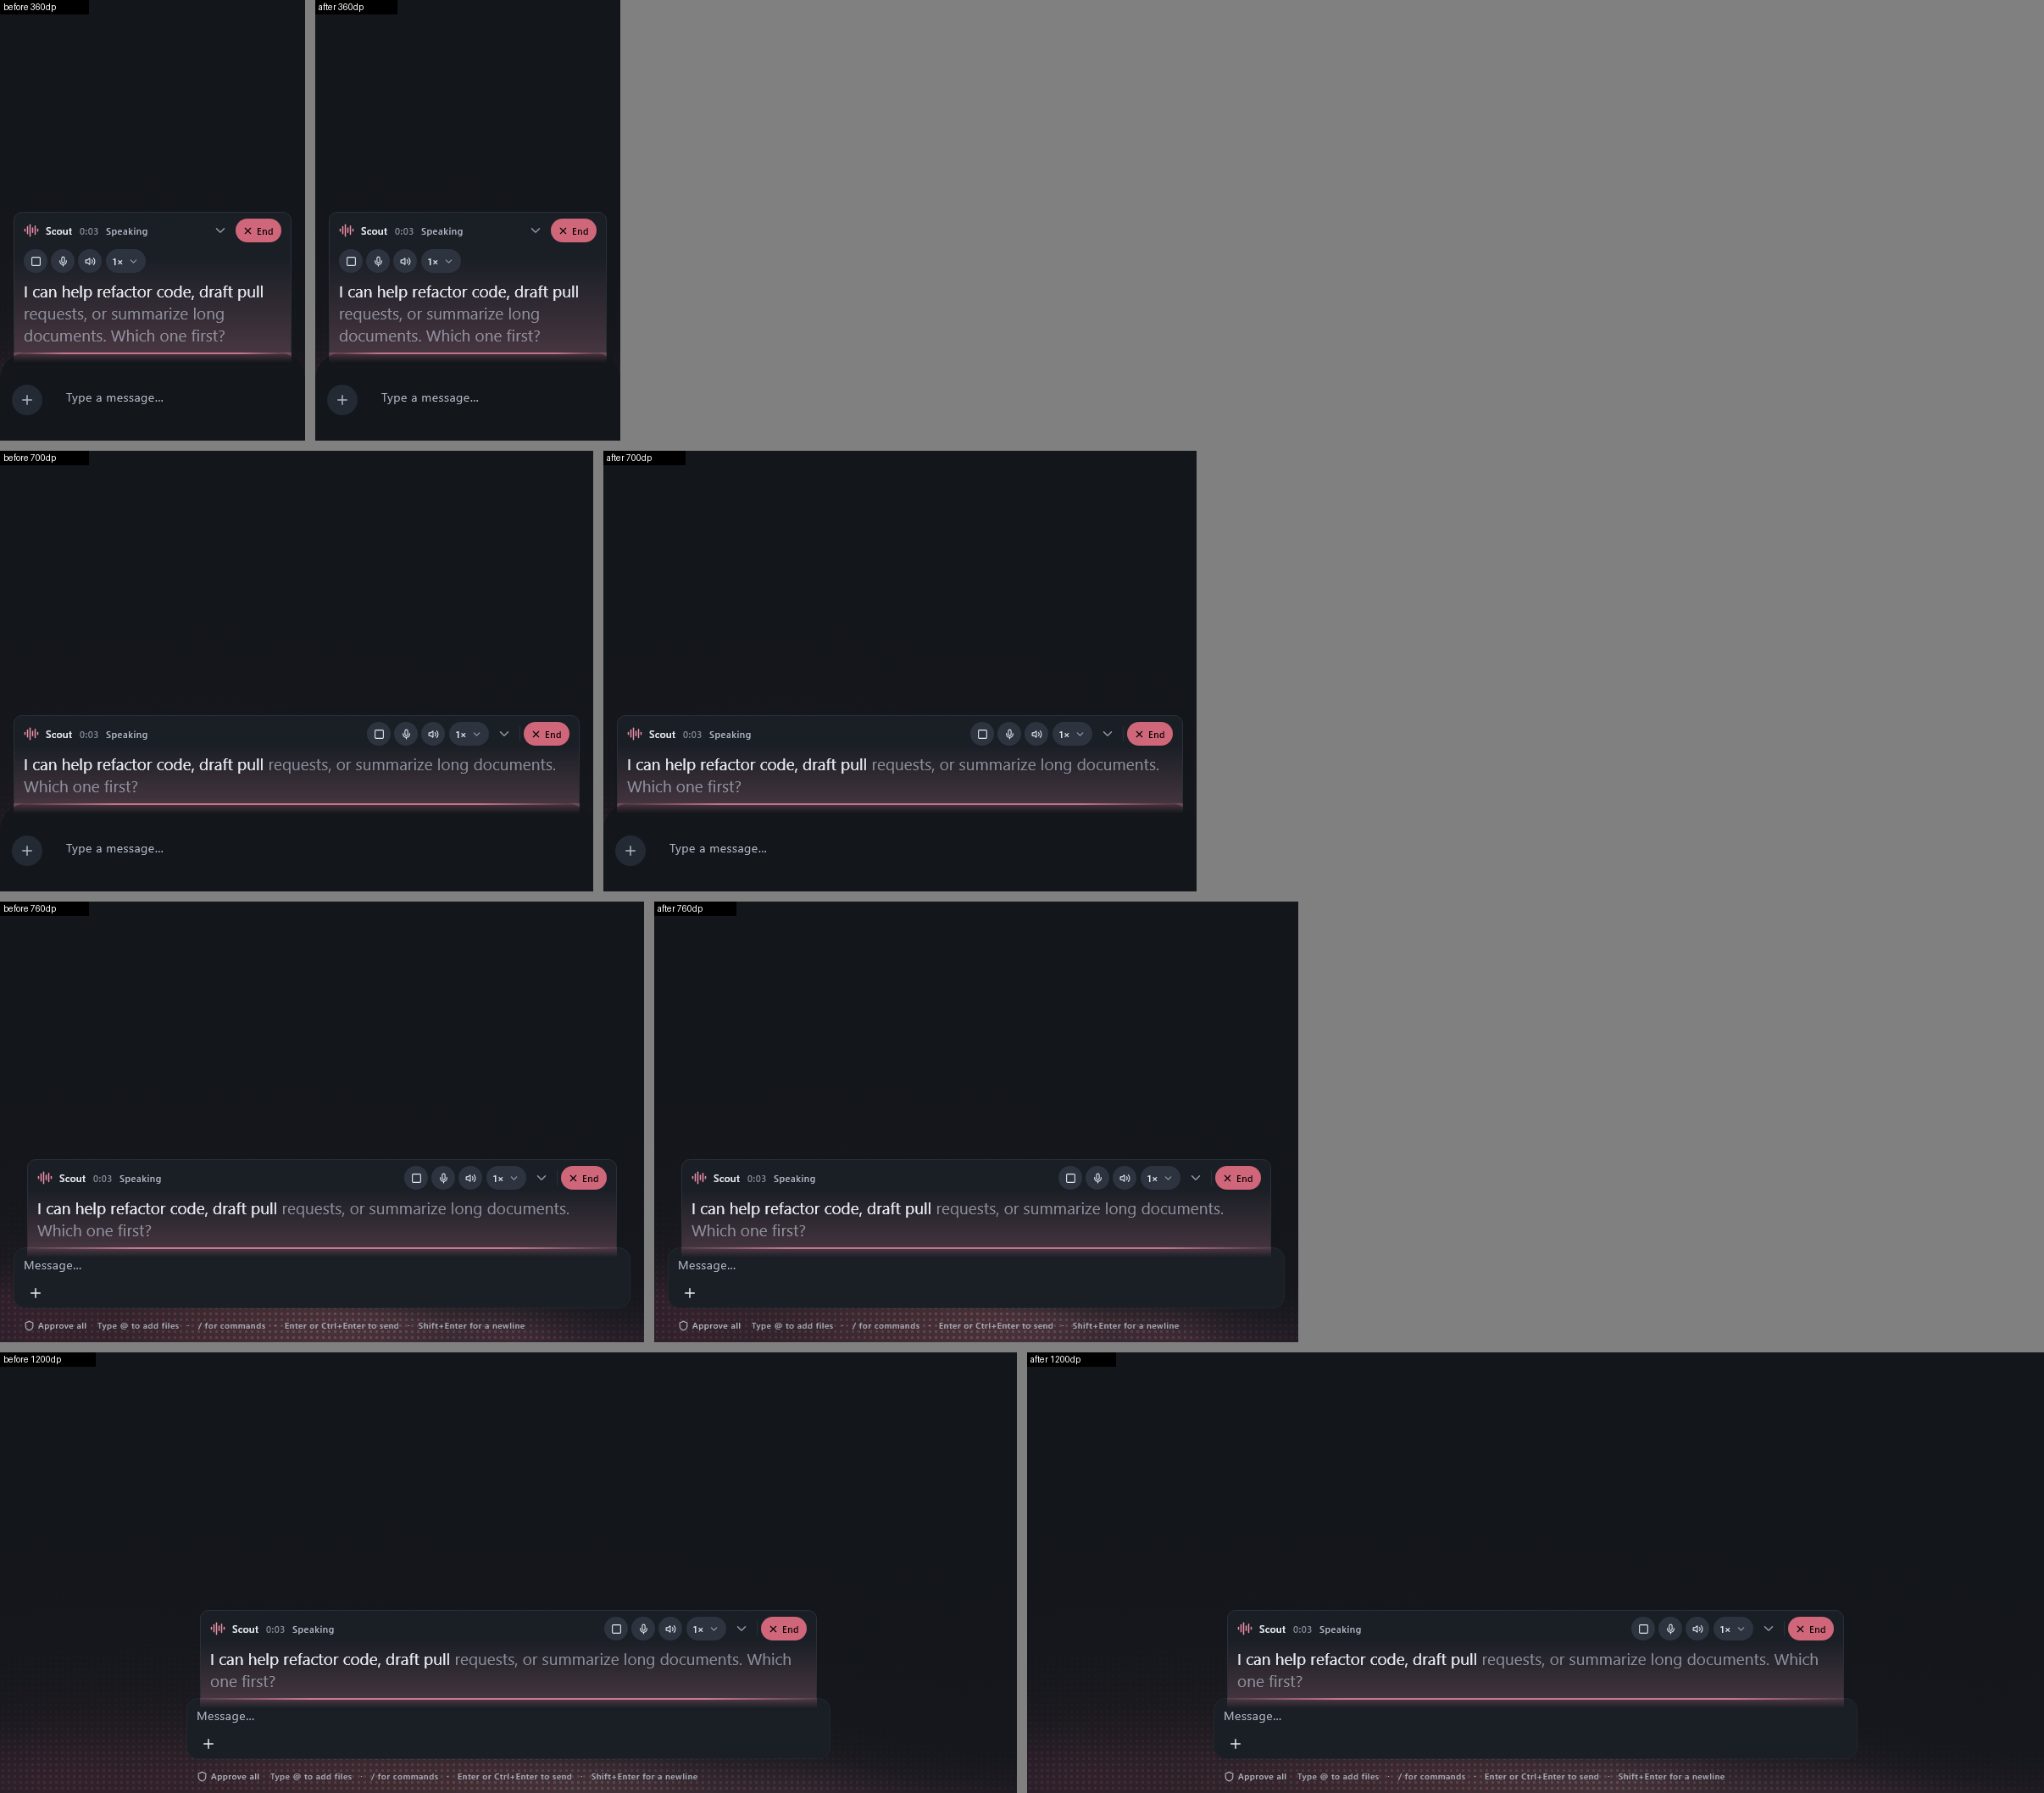 before 360dp
Scout 0:03 Speaking End
1×
I can help refactor code, draft pull
requests, or summarize long
documents. Which one first?
Type a message...
after 360dp
Scout 0:03 Speaking End
1×
I can help refactor code, draft pull
requests, or summarize long
documents. Which one first?
Type a message...
before 700dp
Scout 0:03 Speaking 1× End
I can help refactor code, draft pull requests, or summarize long documents.
Which one first?
Type a message...
after 700dp
Scout 0:03 Speaking 1× End
I can help refactor code, draft pull requests, or summarize long documents.
Which one first?
Type a message...
before 760dp
Scout 0:03 Speaking 1× End
I can help refactor code, draft pull requests, or summarize long documents.
Which one first?
Message...
Approve all Type @ to add files · / for commands · Enter or Ctrl+Enter to send · Shift+Enter for a newline
after 760dp
Scout 0:03 Speaking 1× End
I can help refactor code, draft pull requests, or summarize long documents.
Which one first?
Message...
Approve all Type @ to add files · / for commands · Enter or Ctrl+Enter to send · Shift+Enter for a newline
before 1200dp
Scout 0:03 Speaking 1× End
I can help refactor code, draft pull requests, or summarize long documents. Which
one first?
Message...
Approve all Type @ to add files · / for commands · Enter or Ctrl+Enter to send · Shift+Enter for a newline
after 1200dp
Scout 0:03 Speaking 1× End
I can help refactor code, draft pull requests, or summarize long documents. Which
one first?
Message...
Approve all Type @ to add files · / for commands · Enter or Ctrl+Enter to send · Shift+Enter for a newline